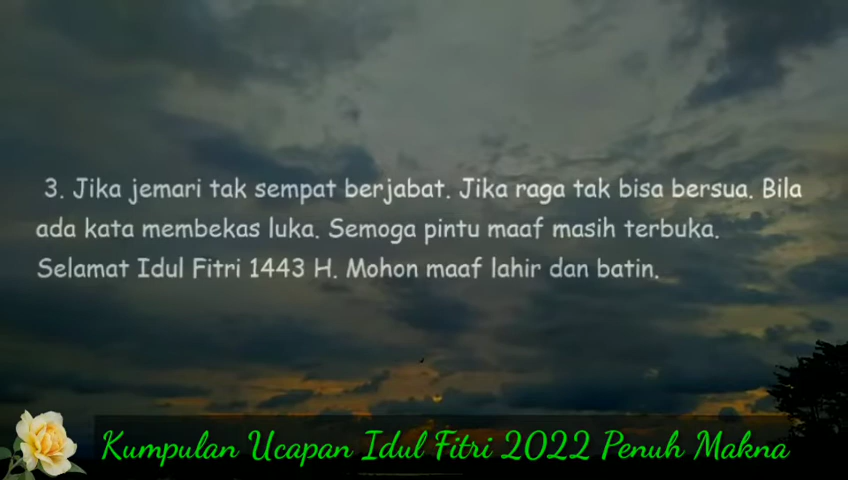 3. Jika jemari tak sempat berjabat. Jika raga tak bisa bersua. Bila
ada kata membekas luka. Semoga pintu maaf masih terbuka.
Selamat Idul Fitri 1443 H. Mohon maaf lahir dan batin.
Kumpulan Ucapan Idul Fitri 2022 Penuh Makna